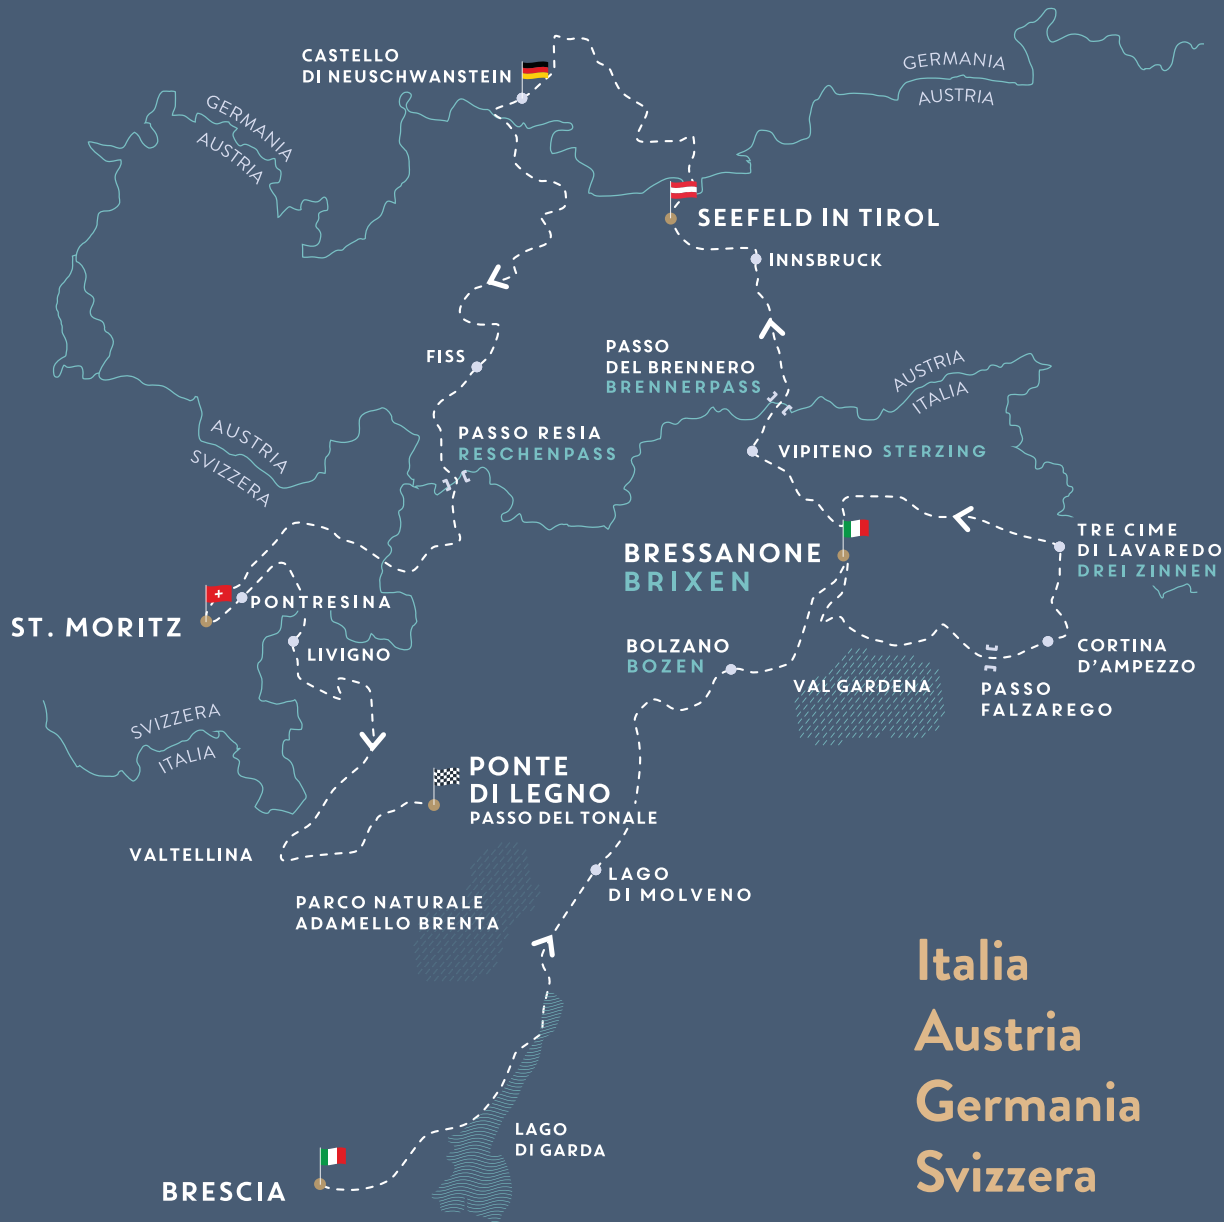 CASTELLO
DI NEUSCHWANSTEIN
GERMANIA
AUSTRIA
GERMANIA
AUSTRIA
SEEFELD IN TIROL
INNSBRUCK
PASSO
DEL BRENNERO
BRENNERPASS
FISS
AUSTRIA
ITALIA
AUSTRIA
SVIZZERA
PASSO RESIA
RESCHENPASS
VIPITENO STERZING
BRESSANONE
BRIXEN
TRE CIME
DI LAVAREDO
DREI ZINNEN
ST. MORITZ
PONTRESINA
LIVIGNO
BOLZANO
BOZEN
VAL GARDENA
CORTINA
D'AMPEZZO
PASSO
FALZAREGO
SVIZZERA
ITALIA
PONTE
DI LEGNO
PASSO DEL TONALE
VALTELLINA
LAGO
DI MOLVENO
PARCO NATURALE
ADAMELLO BRENTA
LAGO
DI GARDA
BRESCIA
Italia
Austria
Germania
Svizzera